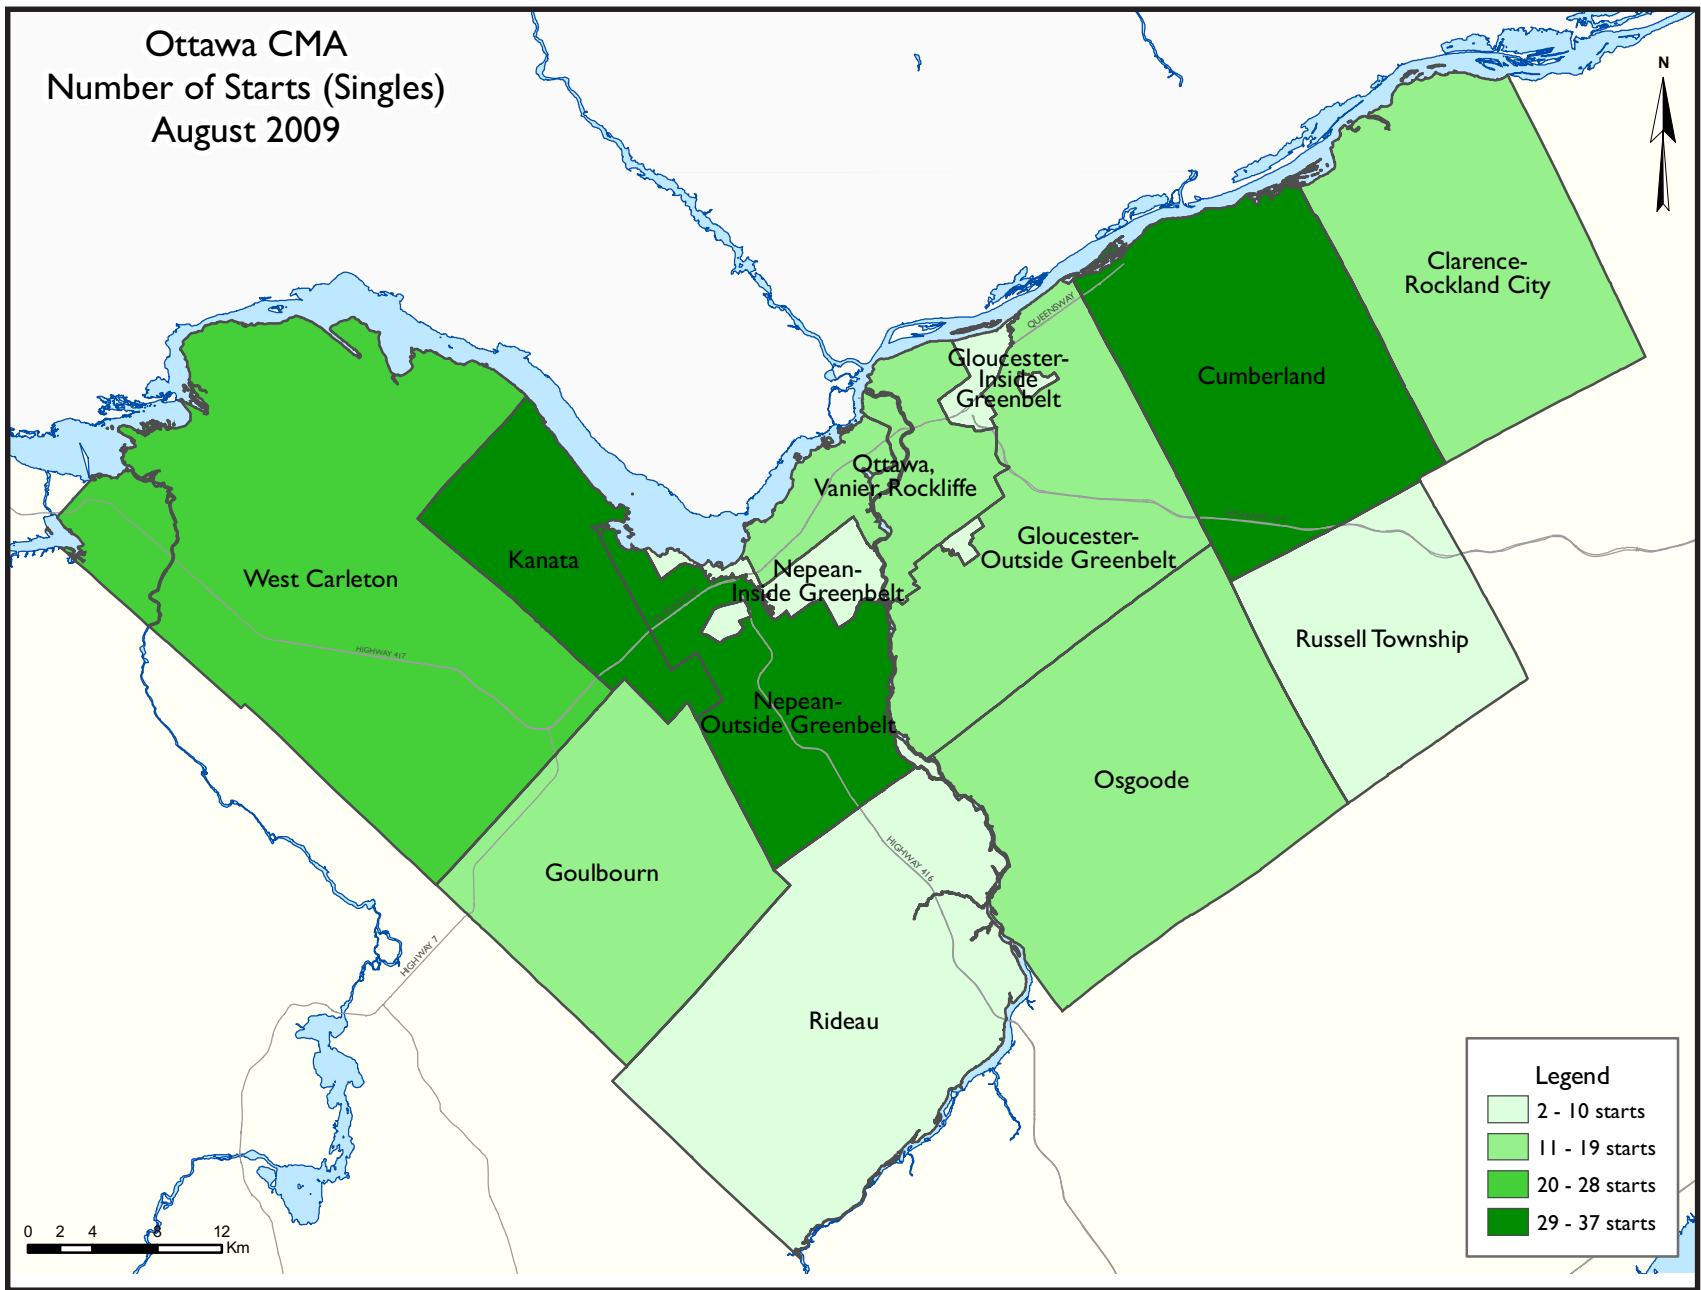 Ottawa CMA
Number of Starts (Singles)
August 2009
N
Clarence-
Rockland City
QUEENSWAY
Gloucester-
Inside
Greenbelt
Cumberland
Ottawa,
Vanier, Rockliffe
Gloucester-
Outside Greenbelt
Kanata
West Carleton
Nepean-
Inside Greenbelt
Russell Township
HIGHWAY 417
Nepean-
Outside Greenbelt
Osgoode
Goulbourn
HIGHWAY 416
HIGHWAY 7
Rideau
Legend
2 - 10 starts
11 - 19 starts
20 - 28 starts
29 - 37 starts
0 2 4 8 12
Km